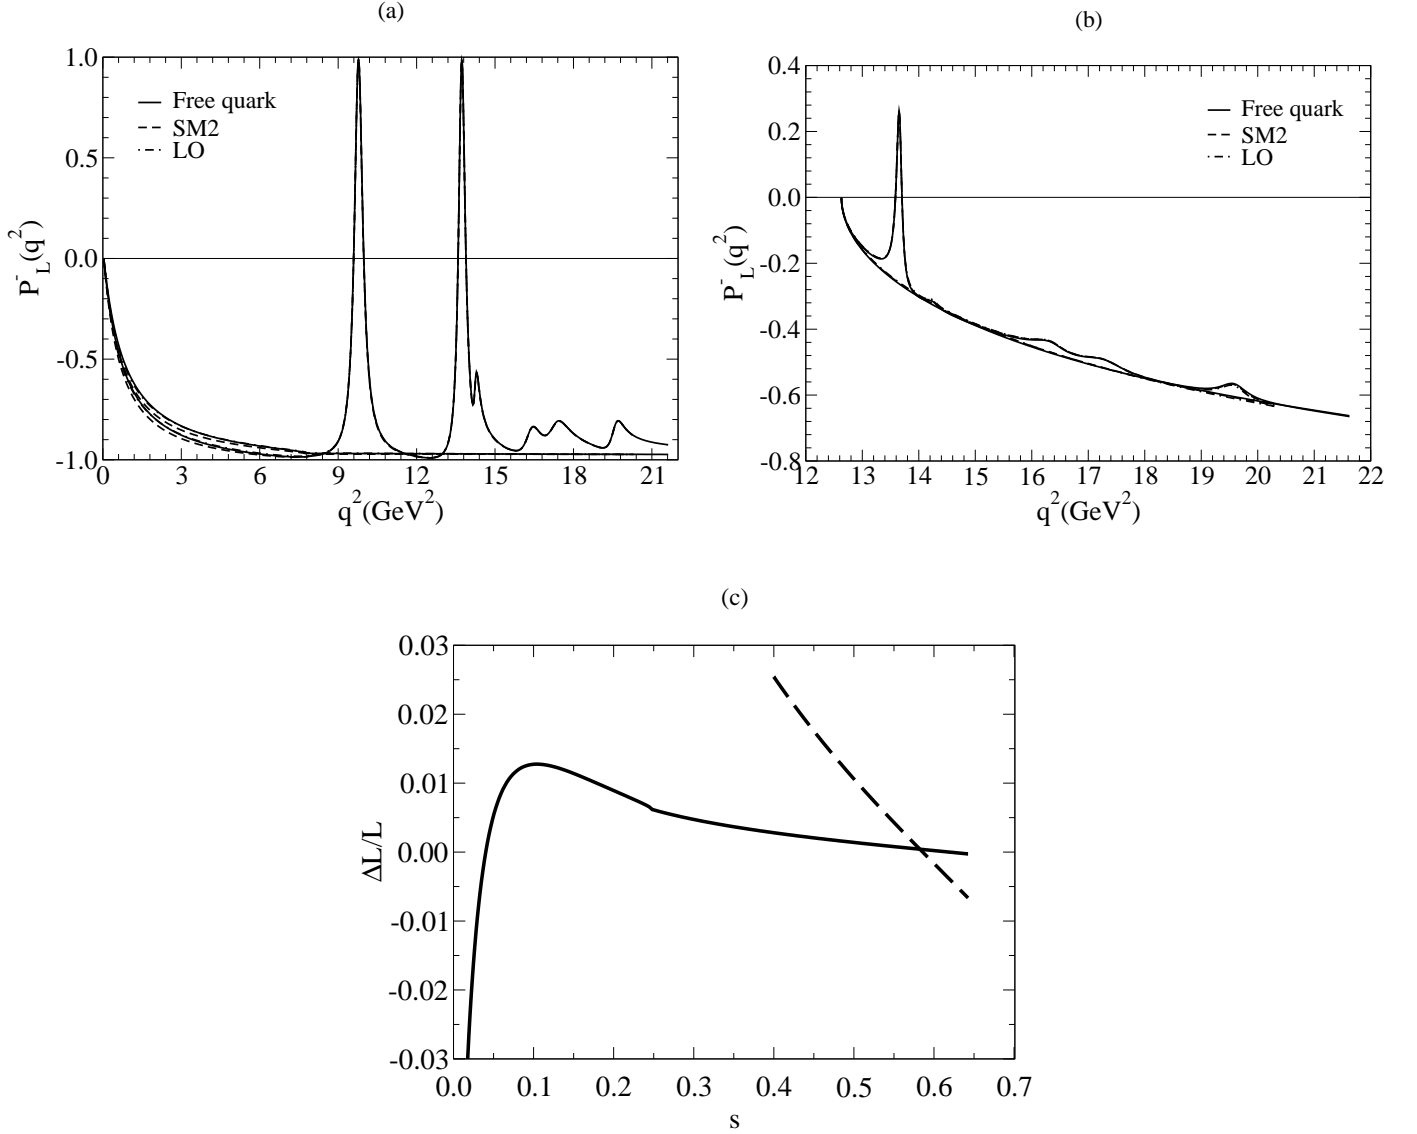 (a)
1.0
0.5
0.0
-0.5
-1.0
P⁻_L(q²)
Free quark
SM2
LO
0 3 6 9 12 15 18 21
q²(GeV²)
(b)
0.4
0.2
0.0
-0.2
-0.4
-0.6
-0.8
P⁻_L(q²)
Free quark
SM2
LO
12 13 14 15 16 17 18 19 20 21 22
q²(GeV²)
(c)
0.03
0.02
0.01
0.00
-0.01
-0.02
-0.03
ΔL/L
0.0 0.1 0.2 0.3 0.4 0.5 0.6 0.7
s